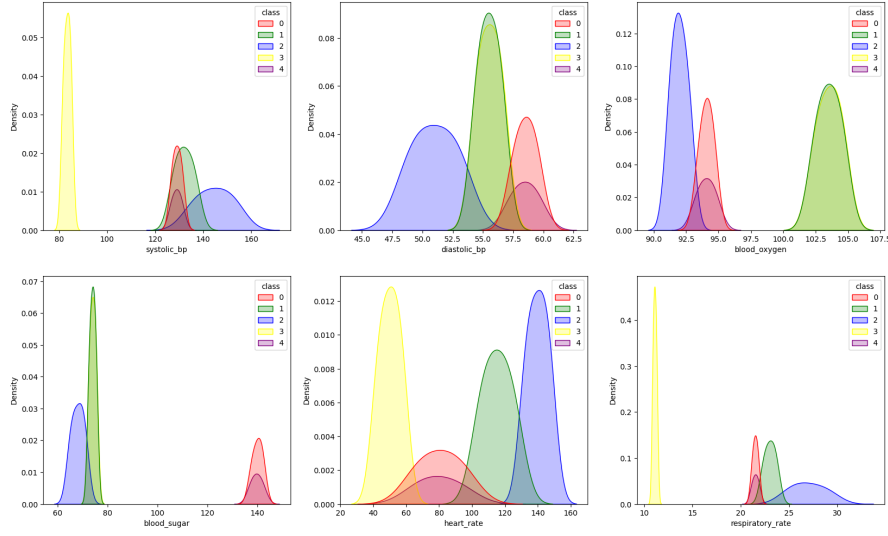 class
0
1
2
3
4
Density
0.05
0.04
0.03
0.02
0.01
0.00
80 100 120 140 160
systolic_bp
class
0
1
2
3
4
Density
0.08
0.06
0.04
0.02
0.00
45.0 47.5 50.0 52.5 55.0 57.5 60.0 62.5
diastolic_bp
class
0
1
2
3
4
Density
0.12
0.10
0.08
0.06
0.04
0.02
0.00
90.0 92.5 95.0 97.5 100.0 102.5 105.0 107.5
blood_oxygen
class
0
1
2
3
4
Density
0.07
0.06
0.05
0.04
0.03
0.02
0.01
0.00
60 80 100 120 140
blood_sugar
class
0
1
2
3
4
Density
0.012
0.010
0.008
0.006
0.004
0.002
0.000
20 40 60 80 100 120 140 160
heart_rate
class
0
1
2
3
4
Density
0.4
0.3
0.2
0.1
0.0
10 15 20 25 30
respiratory_rate